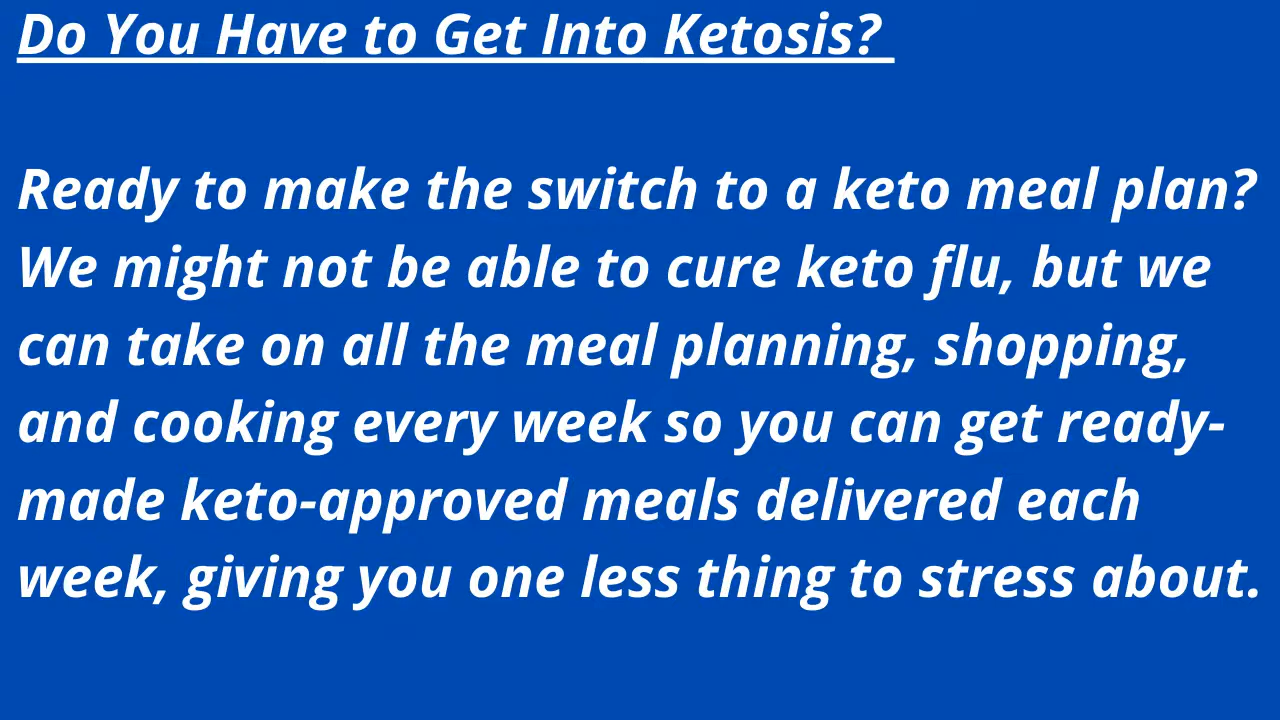 Do You Have to Get Into Ketosis?
Ready to make the switch to a keto meal plan?
We might not be able to cure keto flu, but we
can take on all the meal planning, shopping,
and cooking every week so you can get ready-
made keto-approved meals delivered each
week, giving you one less thing to stress about.